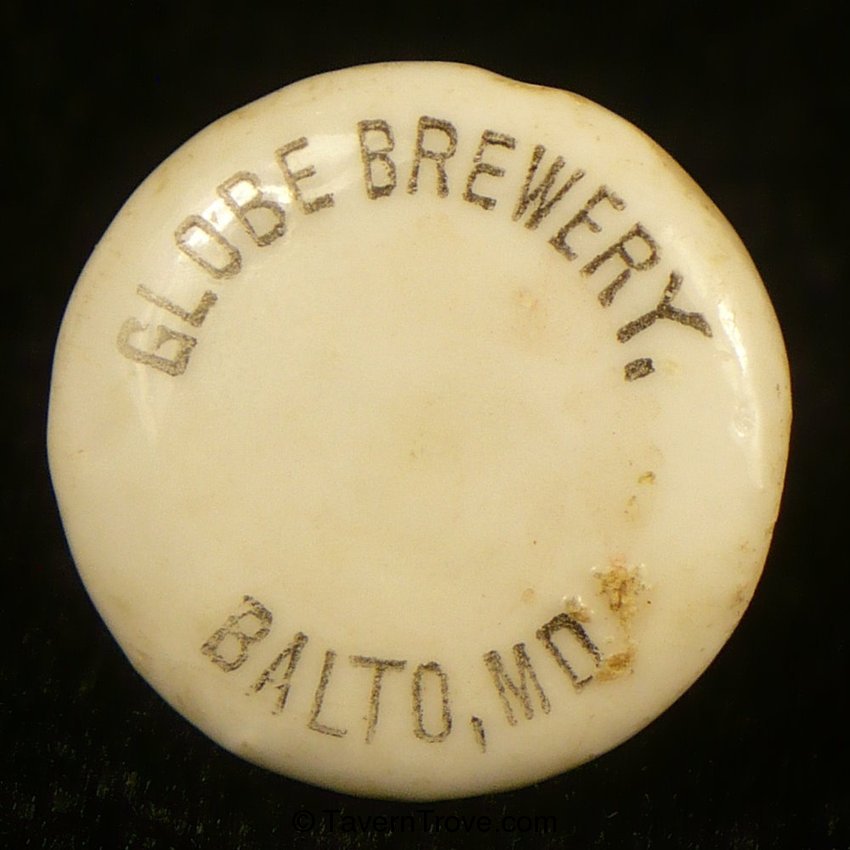 GLOBE BREWERY.
BALTO, MD
© TavernTrove.com